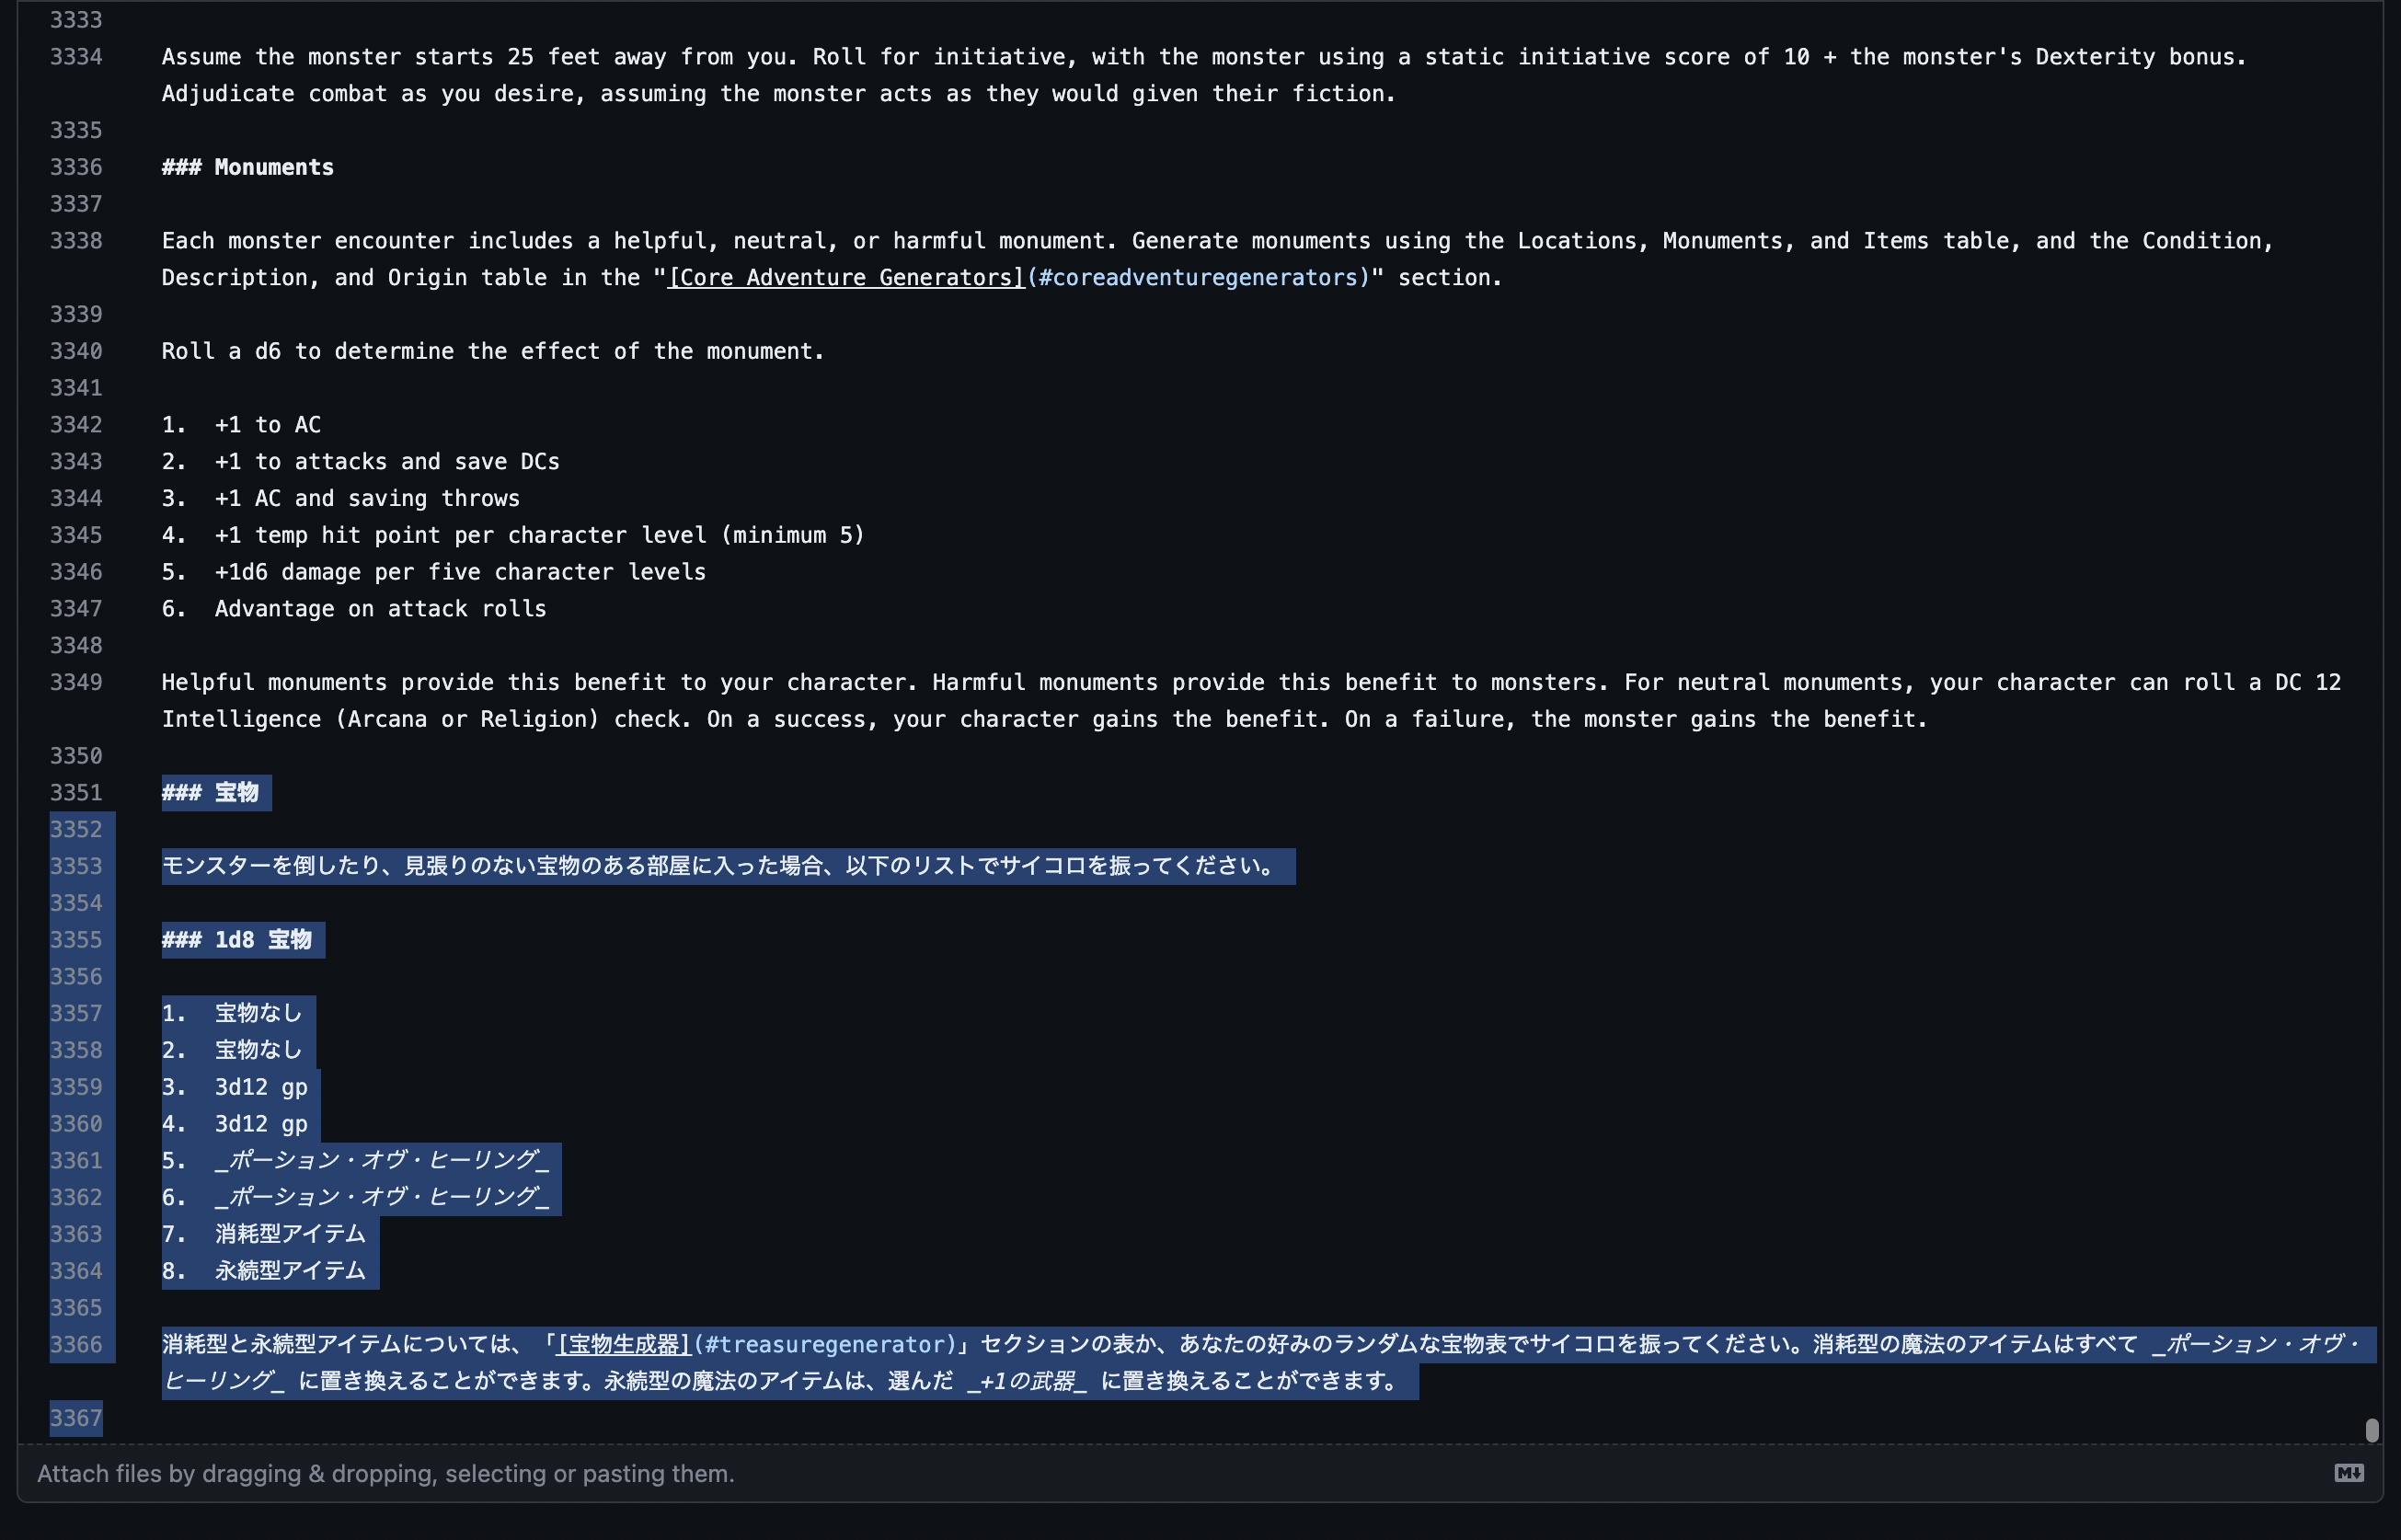 3333
3334 Assume the monster starts 25 feet away from you. Roll for initiative, with the monster using a static initiative score of 10 + the monster's Dexterity bonus.
Adjudicate combat as you desire, assuming the monster acts as they would given their fiction.
3335
3336 ### Monuments
3337
3338 Each monster encounter includes a helpful, neutral, or harmful monument. Generate monuments using the Locations, Monuments, and Items table, and the Condition,
Description, and Origin table in the "[Core Adventure Generators](#coreadventuregenerators)" section.
3339
3340 Roll a d6 to determine the effect of the monument.
3341
3342 1. +1 to AC
3343 2. +1 to attacks and save DCs
3344 3. +1 AC and saving throws
3345 4. +1 temp hit point per character level (minimum 5)
3346 5. +1d6 damage per five character levels
3347 6. Advantage on attack rolls
3348
3349 Helpful monuments provide this benefit to your character. Harmful monuments provide this benefit to monsters. For neutral monuments, your character can roll a DC 12
Intelligence (Arcana or Religion) check. On a success, your character gains the benefit. On a failure, the monster gains the benefit.
3350
3351 ### 宝物
3352
3353 モンスターを倒したり、見張りのない宝物のある部屋に入った場合、以下のリストでサイコロを振ってください。
3354
3355 ### 1d8 宝物
3356
3357 1. 宝物なし
3358 2. 宝物なし
3359 3. 3d12 gp
3360 4. 3d12 gp
3361 5. _ポーション・オヴ・ヒーリング_
3362 6. _ポーション・オヴ・ヒーリング_
3363 7. 消耗型アイテム
3364 8. 永続型アイテム
3365
3366 消耗型と永続型アイテムについては、「[宝物生成器](#treasuregenerator)」セクションの表か、あなたの好みのランダムな宝物表でサイコロを振ってください。消耗型の魔法のアイテムはすべて _ポーション・オヴ・
ヒーリング_ に置き換えることができます。永続型の魔法のアイテムは、選んだ _+1の武器_ に置き換えることができます。
3367
Attach files by dragging & dropping, selecting or pasting them.
M↓